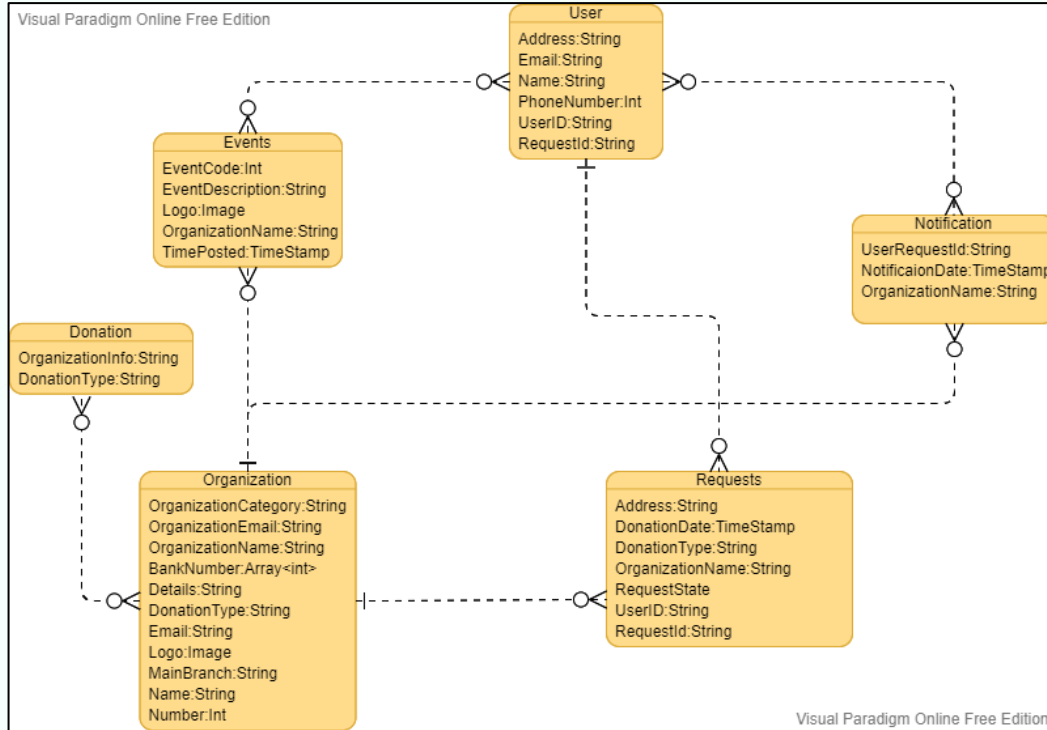 Visual Paradigm Online Free Edition
User
Address:String
Email:String
Name:String
PhoneNumber:Int
UserID:String
RequestId:String
Events
EventCode:Int
EventDescription:String
Logo:Image
OrganizationName:String
TimePosted:TimeStamp
Notification
UserRequestId:String
NotificaionDate:TimeStamp
OrganizationName:String
Donation
OrganizationInfo:String
DonationType:String
Organization
OrganizationCategory:String
OrganizationEmail:String
OrganizationName:String
BankNumber:Array<int>
Details:String
DonationType:String
Email:String
Logo:Image
MainBranch:String
Name:String
Number:Int
Requests
Address:String
DonationDate:TimeStamp
DonationType:String
OrganizationName:String
RequestState
UserID:String
RequestId:String
Visual Paradigm Online Free Edition